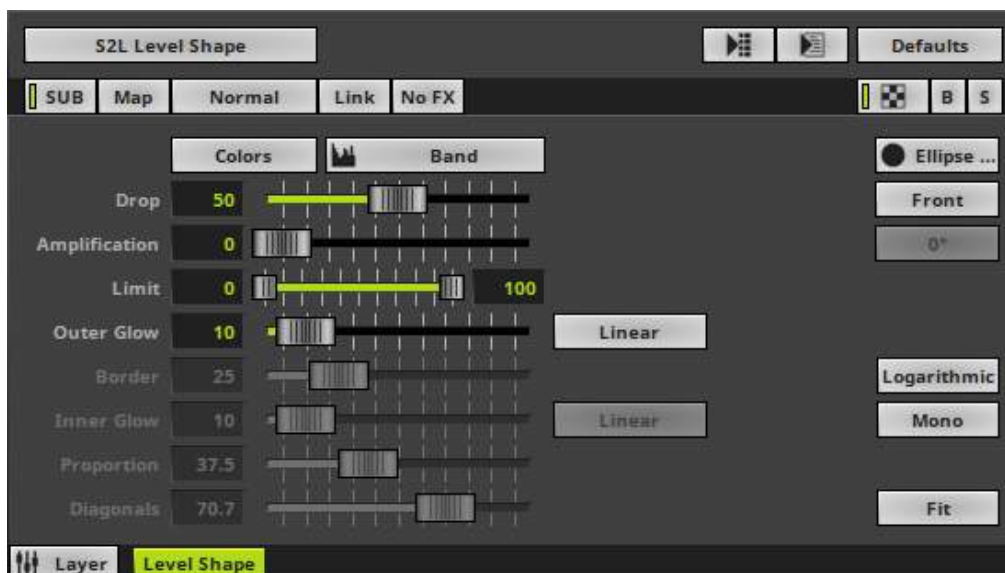 S2L Level Shape Defaults
SUB Map Normal Link No FX B S
Colors Band Ellipse ...
Drop 50 Front
Amplification 0 0°
Limit 0 100
Outer Glow 10 Linear
Border 25 Logarithmic
Inner Glow 10 Linear Mono
Proportion 37.5
Diagonals 70.7 Fit
Layer Level Shape